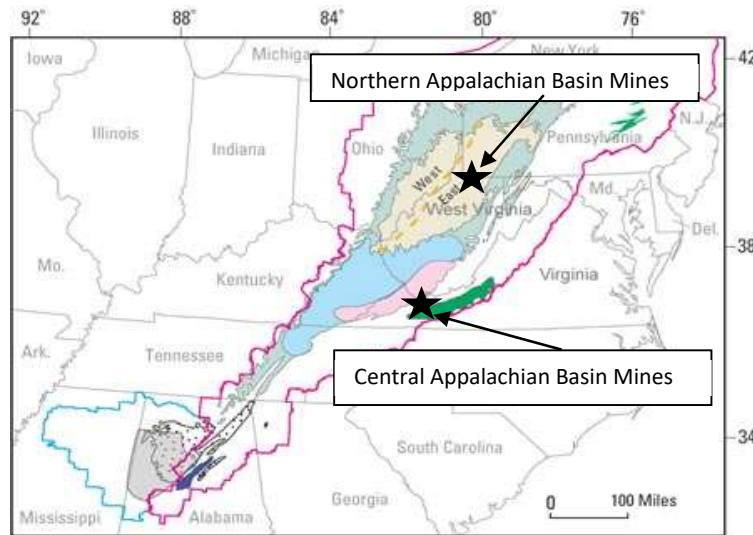 92°
88
84
80
76
42
Iowa
Michigan
New York
Northern Appalachian Basin Mines
Illinois
Indiana
Ohio
Pennsylvania
N.J.
West
East
West Virginia
Md.
Del.
38
Mo.
Kentucky
Virginia
Ark.
Tennessee
Central Appalachian Basin Mines
34
South Carolina
Mississippi
Alabama
Georgia
0 100 Miles